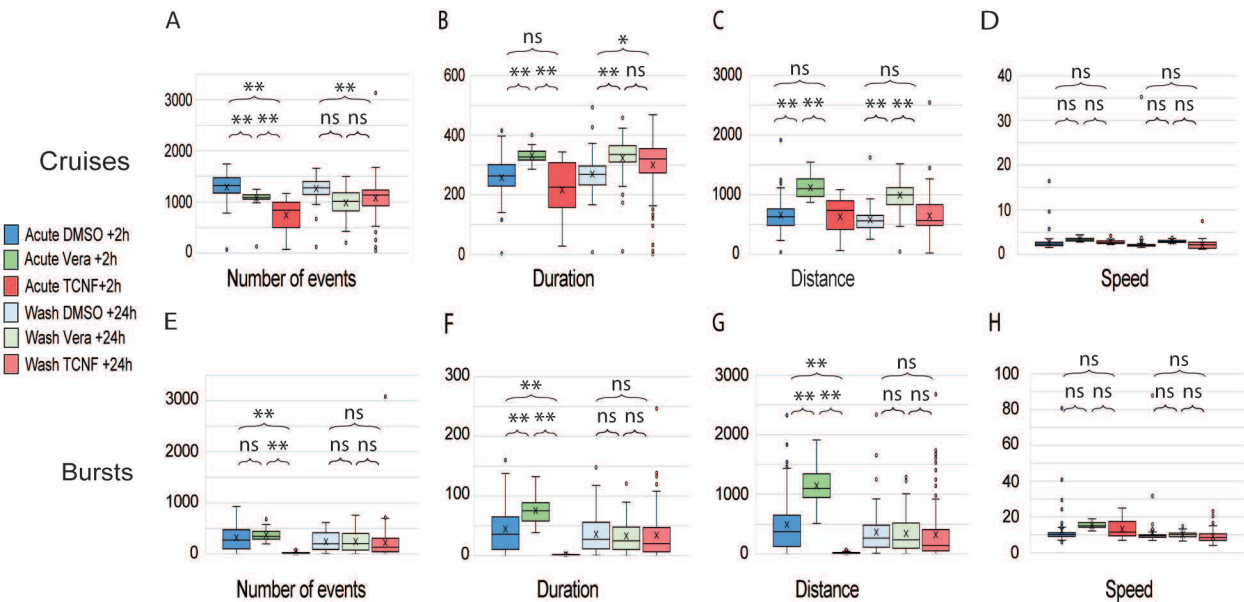 A
B
C
D
** ns * ns ns ns ns
** ** ** ns ns ** ** ** ns ** ** ** ** ns ns ns ns
3000
2000
1000
0
Number of events
600
400
200
0
Duration
3000
2000
1000
0
Distance
40
35
30
20
10
5
0
Speed
Cruises
Acute DMSO +2h
Acute Vera +2h
Acute TCNF+2h
Wash DMSO +24h
Wash Vera +24h
Wash TCNF +24h
E
F
G
H
** ns ** ns ** ns ns ns
ns ** ns ns ** ** ns ns ** ** ns ns ns ns ns ns
3000
2000
1000
0
Number of events
300
200
100
0
Duration
3000
2000
1000
0
Distance
100
80
60
40
20
10
0
Speed
Bursts